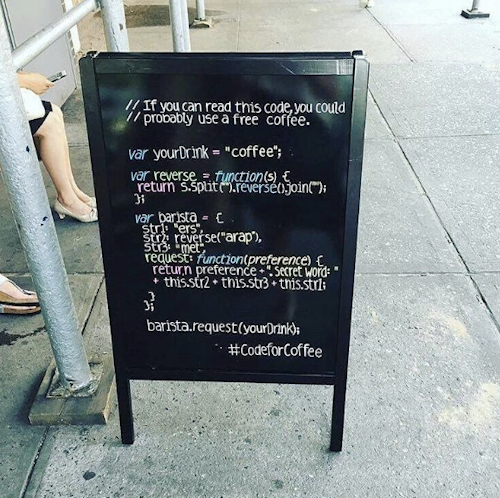 // If you can read this code, you could
// probably use a free coffee.
var yourDrink = "coffee";
var reverse = function(s) {
return s.split("").reverse().join("");
};
var barista = {
str1: "ers",
str2: reverse("arap"),
str3: "met",
request: function(preference) {
return preference + ". Secret word: "
+ this.str2 + this.str3 + this.str1;
}
};
barista.request(yourDrink);
#CodeforCoffee